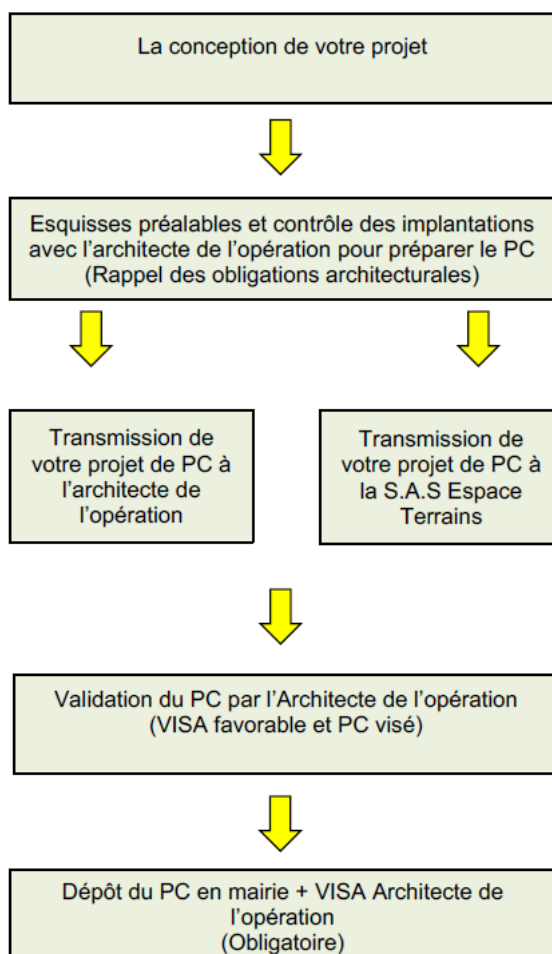 La conception de votre projet
Esquisses préalables et contrôle des implantations
avec l’architecte de l’opération pour préparer le PC
(Rappel des obligations architecturales)
Transmission de
votre projet de PC à
l’architecte de
l’opération
Transmission de
votre projet de PC à
la S.A.S Espace
Terrains
Validation du PC par l’Architecte de l’opération
(VISA favorable et PC visé)
Dépôt du PC en mairie + VISA Architecte de
l’opération
(Obligatoire)